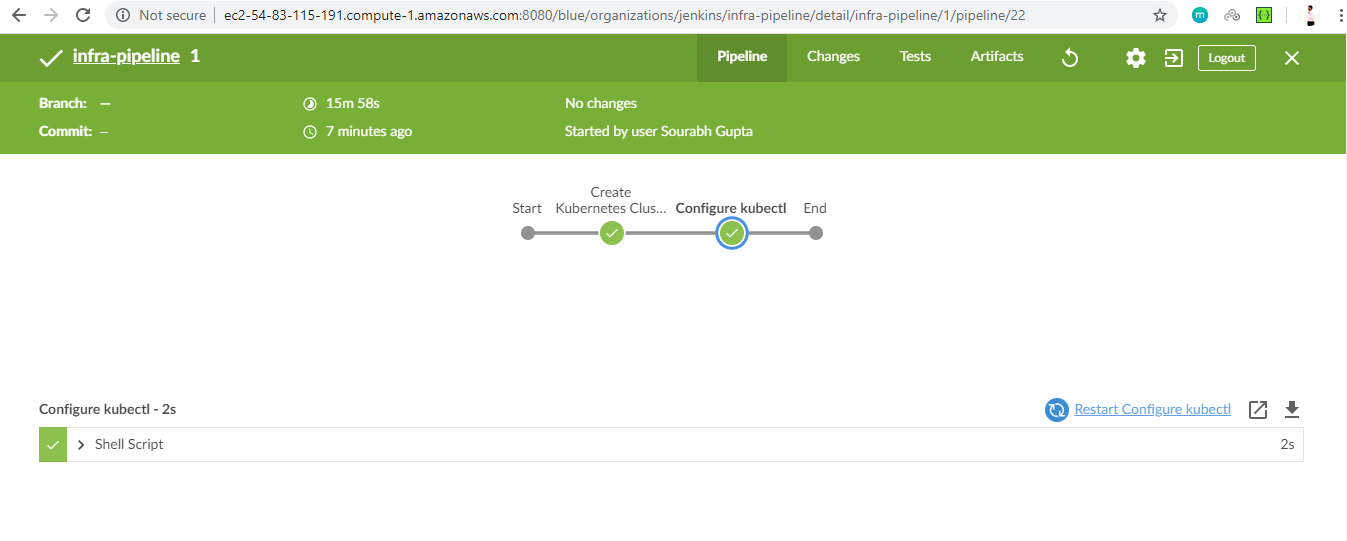 Not secure ec2-54-83-115-191.compute-1.amazonaws.com:8080/blue/organizations/jenkins/infra-pipeline/detail/infra-pipeline/1/pipeline/22
m
infra-pipeline 1 Pipeline Changes Tests Artifacts Logout
Branch: — 15m 58s No changes
Commit: – 7 minutes ago Started by user Sourabh Gupta
Create
Start Kubernetes Clus... Configure kubectl End
Configure kubectl - 2s Restart Configure kubectl
Shell Script 2s